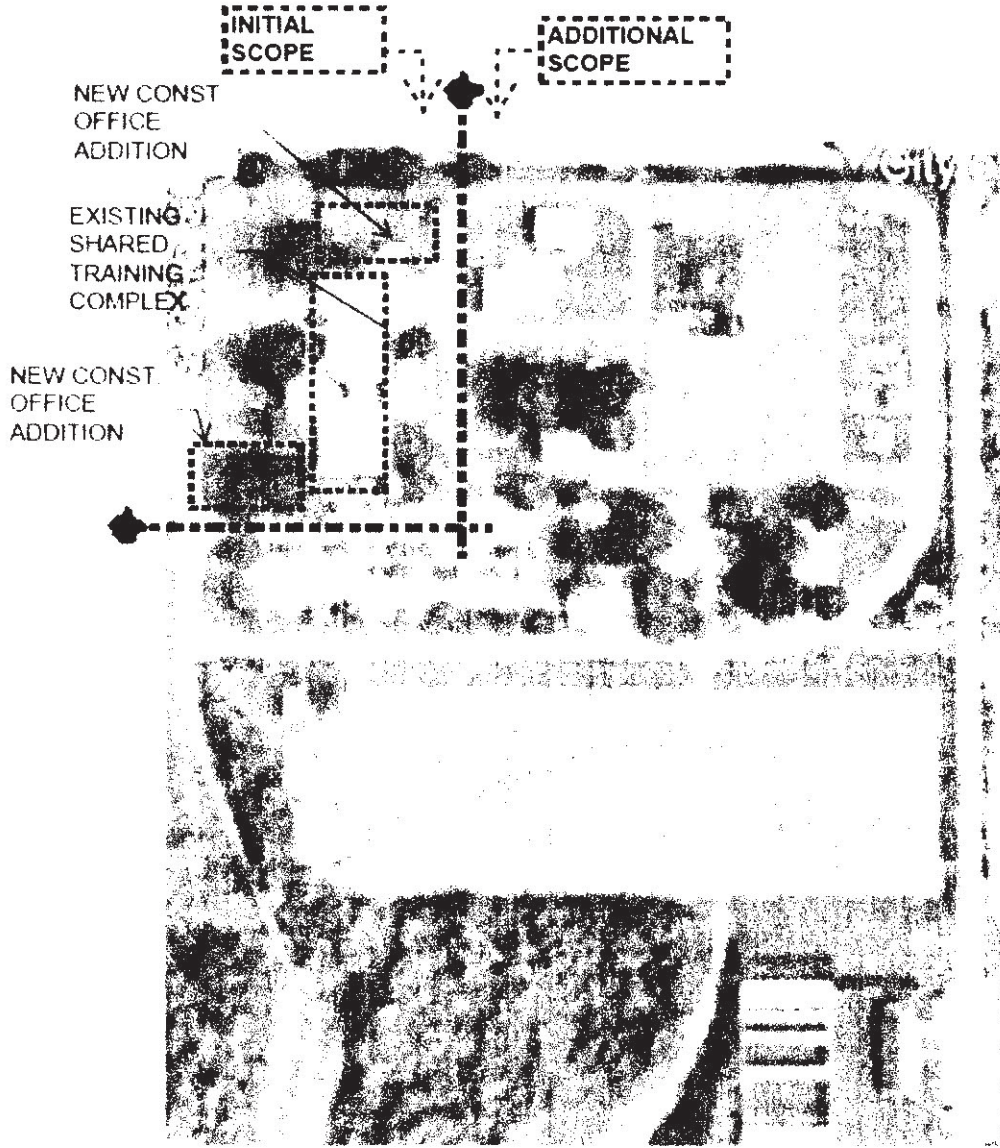 INITIAL
SCOPE
ADDITIONAL
SCOPE
NEW CONST
OFFICE
ADDITION
EXISTING
SHARED
TRAINING
COMPLEX
NEW CONST.
OFFICE
ADDITION
City